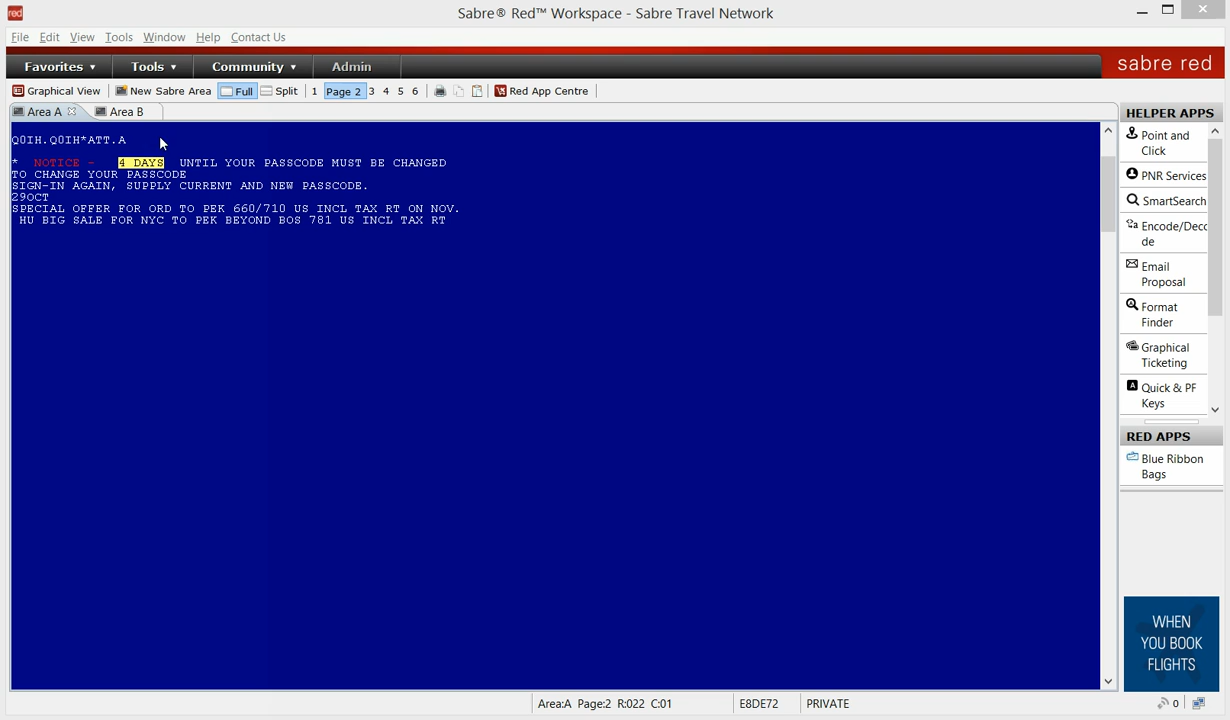 red
Sabre® Red™ Workspace - Sabre Travel Network
File Edit View Tools Window Help Contact Us
Favorites Tools Community Admin
sabre red
Graphical View New Sabre Area Full Split 1 Page 2 3 4 5 6 Red App Centre
Area A Area B
Q0IH.Q0IH*ATT.A
* NOTICE - 4 DAYS UNTIL YOUR PASSCODE MUST BE CHANGED
TO CHANGE YOUR PASSCODE
SIGN-IN AGAIN, SUPPLY CURRENT AND NEW PASSCODE.
29OCT
SPECIAL OFFER FOR ORD TO PEK 660/710 US INCL TAX RT ON NOV.
HU BIG SALE FOR NYC TO PEK BEYOND BOS 781 US INCL TAX RT
HELPER APPS
Point and
Click
PNR Services
SmartSearch
Encode/Deco
de
Email
Proposal
Format
Finder
Graphical
Ticketing
Quick & PF
Keys
RED APPS
Blue Ribbon
Bags
WHEN
YOU BOOK
FLIGHTS
Area:A Page:2 R:022 C:01 E8DE72 PRIVATE 0